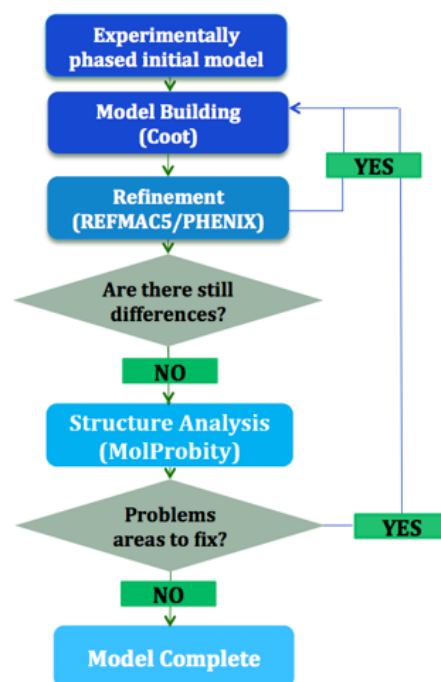 Experimentally
phased initial model
Model Building
(Coot)
YES
Refinement
(REFMAC5/PHENIX)
Are there still
differences?
NO
Structure Analysis
(MolProbity)
Problems
areas to fix?
YES
NO
Model Complete